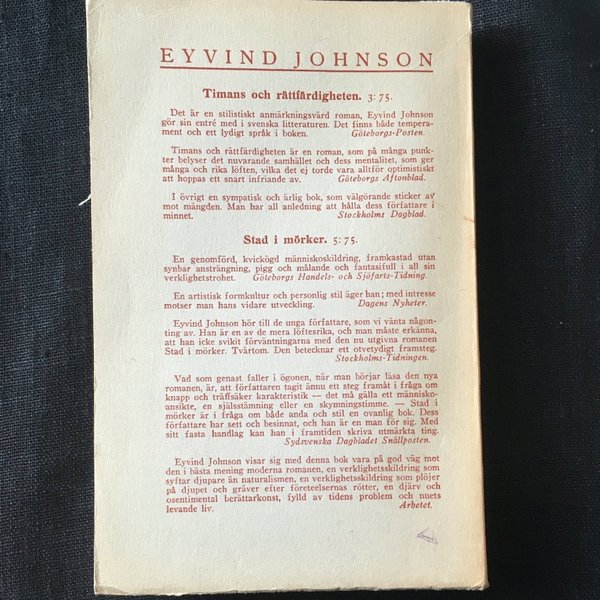 EYVIND JOHNSON
Timans och rättfärdigheten. 3:75.
Det är en stilistiskt anmärkningsvärd roman, Eyvind Johnson
gör sin entré med i svenska litteraturen. Det finns både tempera-
ment och ett lydigt språk i boken. Göteborgs-Posten.
Timans och rättfärdigheten är en roman, som på många punk-
ter belyser det nuvarande samhället och dess mentalitet, som ger
många och rika löften, vilka det ej torde vara alltför optimistiskt
att hoppas ett snart infriande av. Göteborgs Aftonblad.
I övrigt en sympatisk och ärlig bok, som välgörande sticker av
mot mängden. Man har all anledning att hålla dess författare i
minnet. Stockholms Dagblad.
Stad i mörker. 5:75.
En genomförd, kvickögd människoskildring, framkastad utan
synbar ansträngning, pigg och målande och fantasifull i all sin
verklighetstrohet. Göteborgs Handels- och Sjöfarts-Tidning.
En artistisk formkultur och personlig stil äger han; med intresse
motser man hans vidare utveckling. Dagens Nyheter.
Eyvind Johnson hör till de unga författare, som vi vänta någon-
ting av. Han är en av de mera löftesrika, och man måste erkänna,
att han icke svikit förväntningarna med den nu utgivna romanen
Stad i mörker. Tvärtom. Den betecknar ett otvetydigt framsteg.
Stockholms-Tidningen.
Vad som genast faller i ögonen, när man börjar läsa den nya
romanen, är, att författaren tagit ännu ett steg framåt i fråga om
knapp och träffsäker karakteristik — det må gälla ett människo-
ansikte, en själsstämning eller en skymningstimme. — Stad i
mörker är i fråga om både anda och stil en ovanlig bok. Dess
författare har sett och besinnat, och han är en man för sig. Med
sitt fasta handlag kan han i framtiden skriva utmärkta ting.
Sydsvenska Dagbladet Snällposten.
Eyvind Johnson visar sig med denna bok vara på god väg mot
den i bästa mening moderna romanen, en verklighetsskildring som
syftar djupare än naturalismen, en verklighetsskildring som plöjer
på djupet och gräver efter företeelsernas rötter, en djärv och
osentimental berättarkonst, fylld av tidens problem och nuets
levande liv. Arbetet.